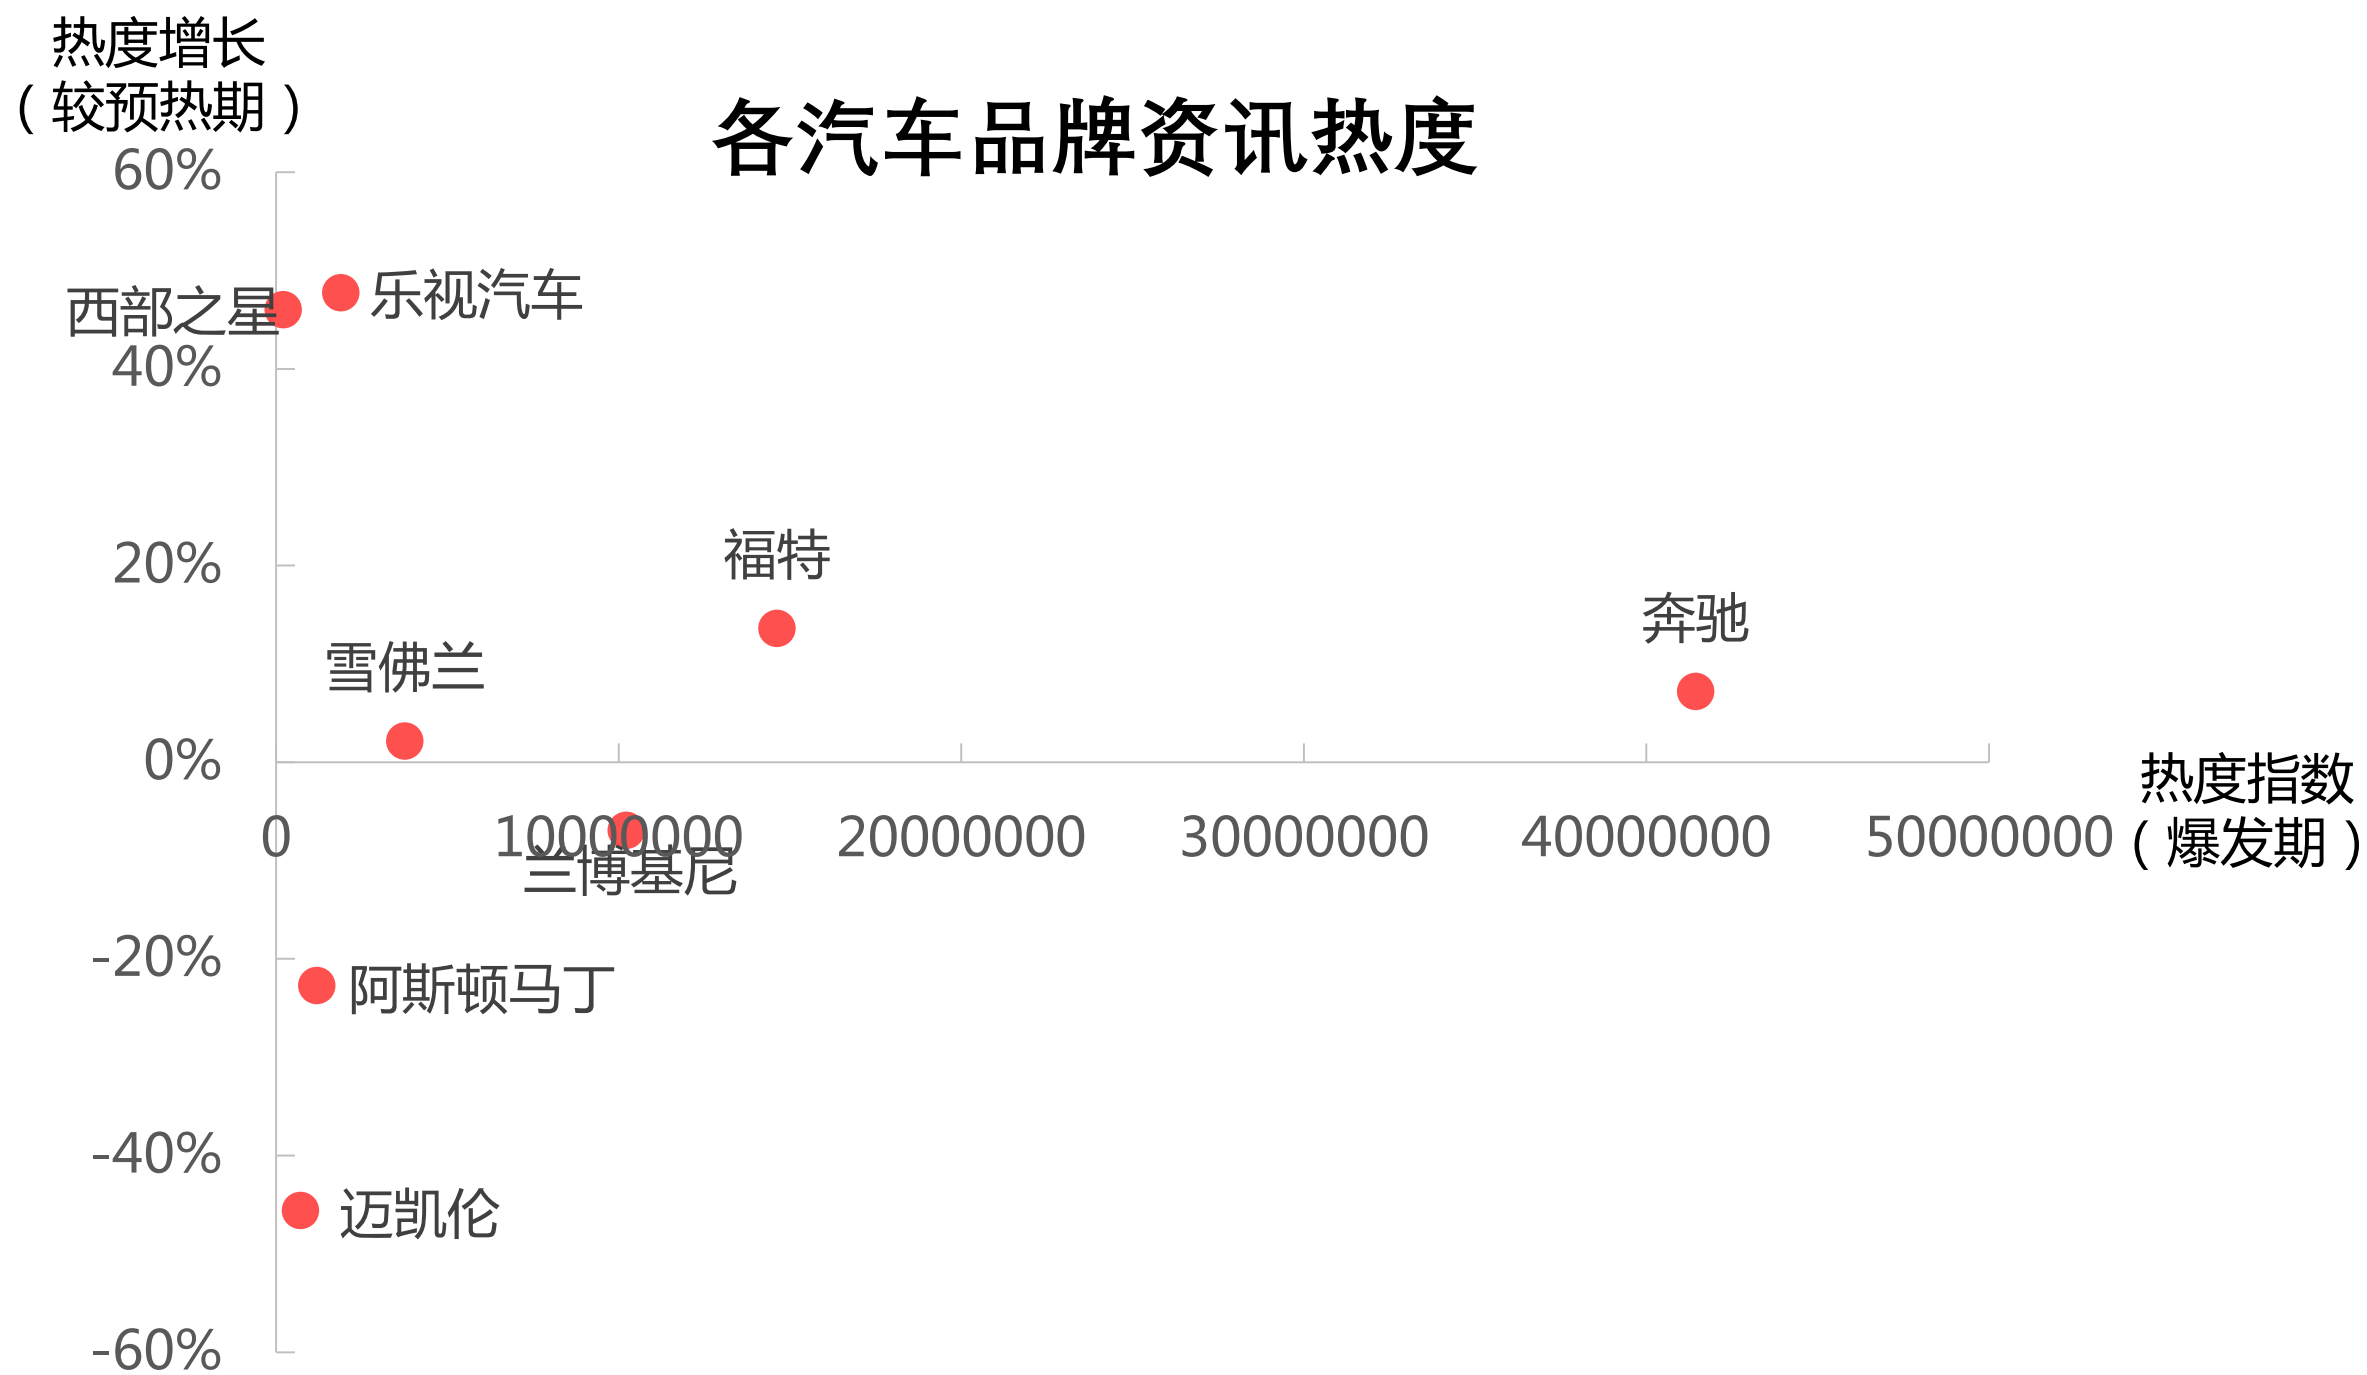 热度增长
（较预热期）
各汽车品牌资讯热度
60%
乐视汽车
西部之星
40%
福特
20%
奔驰
雪佛兰
0%
热度指数
（爆发期）
0
10000000
20000000
30000000
40000000
50000000
兰博基尼
-20%
阿斯顿马丁
-40%
迈凯伦
-60%